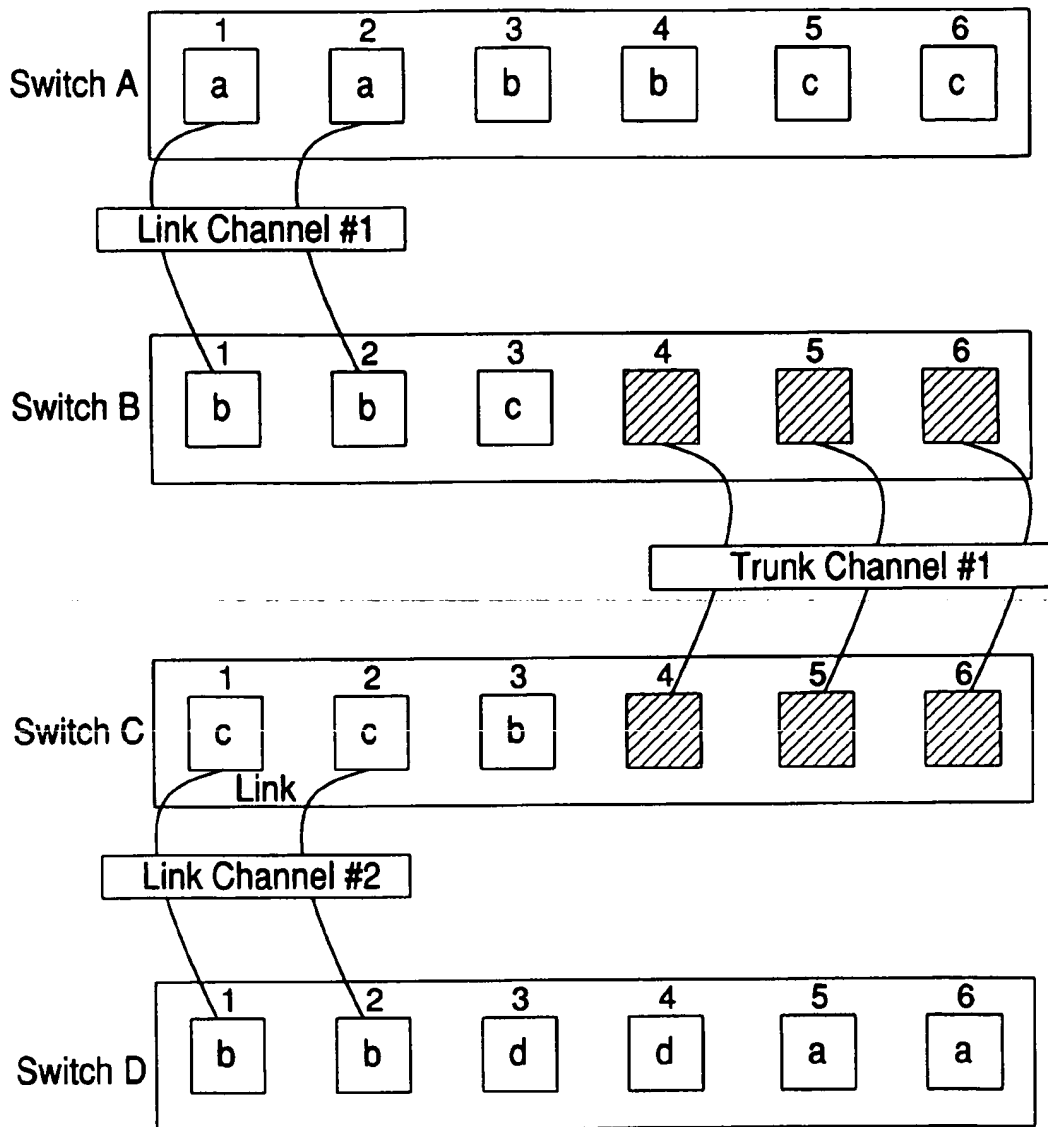 1 2 3 4 5 6
Switch A a a b b c c
Link Channel #1
1 2 3 4 5 6
Switch B b b c
Trunk Channel #1
1 2 3 4 5 6
Switch C c c b
Link
Link Channel #2
1 2 3 4 5 6
Switch D b b d d a a